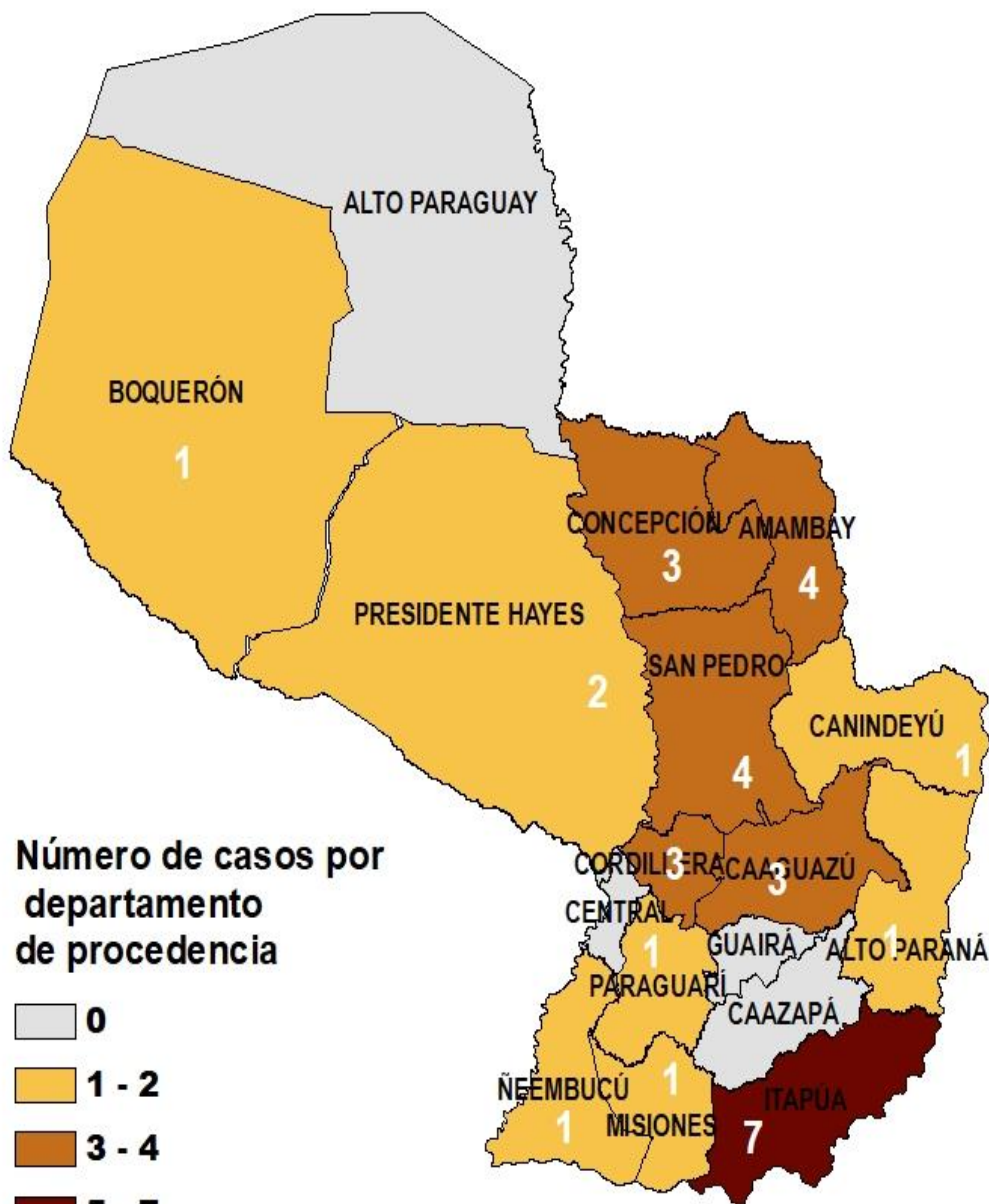 ALTO PARAGUAY
BOQUERÓN
1
CONCEPCIÓN
3
AMAMBAY
4
PRESIDENTE HAYES
2
SAN PEDRO
4
CANINDEYÚ
1
CORDILLERA
3
CAAGUAZÚ
3
CENTRAL
GUAIRÁ
ALTO PARANÁ
1
PARAGUARÍ
1
CAAZAPÁ
ÑEEMBUCÚ
1
MISIONES
1
ITAPÚA
7
Número de casos por
departamento
de procedencia
0
1 - 2
3 - 4